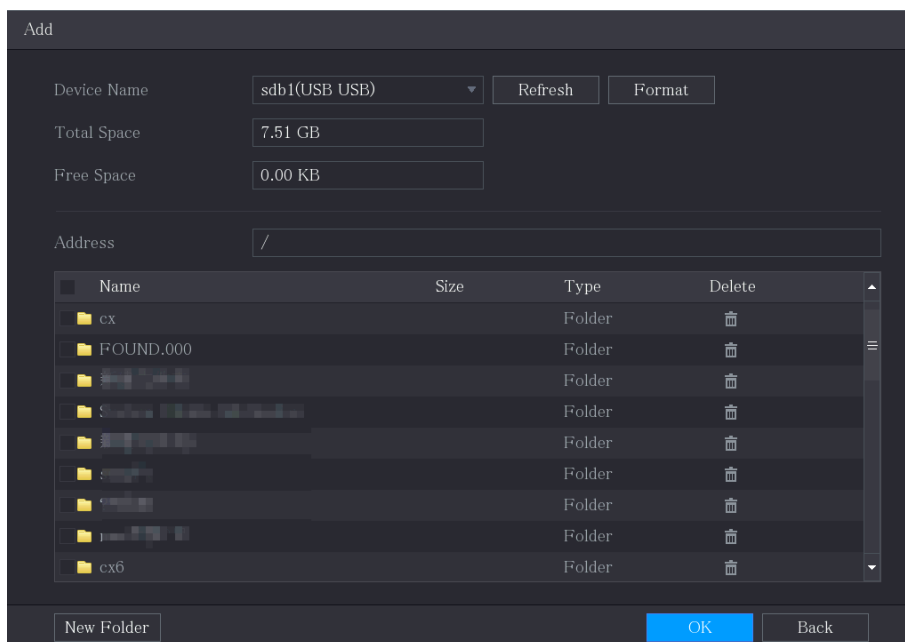 Add
Device Name sdb1(USB USB) Refresh Format
Total Space 7.51 GB
Free Space 0.00 KB
Address /
Name Size Type Delete
cx Folder
FOUND.000 Folder
Folder
Folder
Folder
Folder
Folder
Folder
cx6 Folder
New Folder OK Back